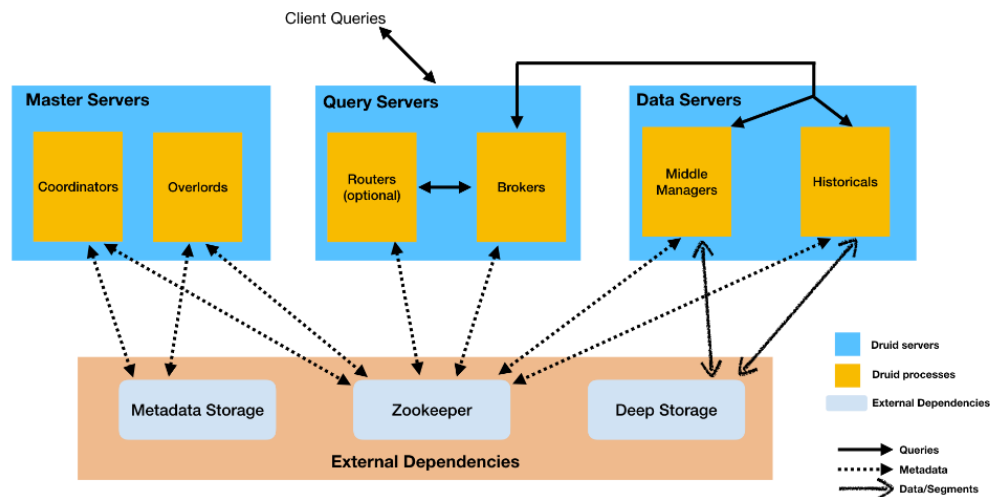 Client Queries
Master Servers
Coordinators
Overlords
Query Servers
Routers
(optional)
Brokers
Data Servers
Middle
Managers
Historicals
Metadata Storage
Zookeeper
Deep Storage
External Dependencies
Druid servers
Druid processes
External Dependencies
Queries
Metadata
Data/Segments